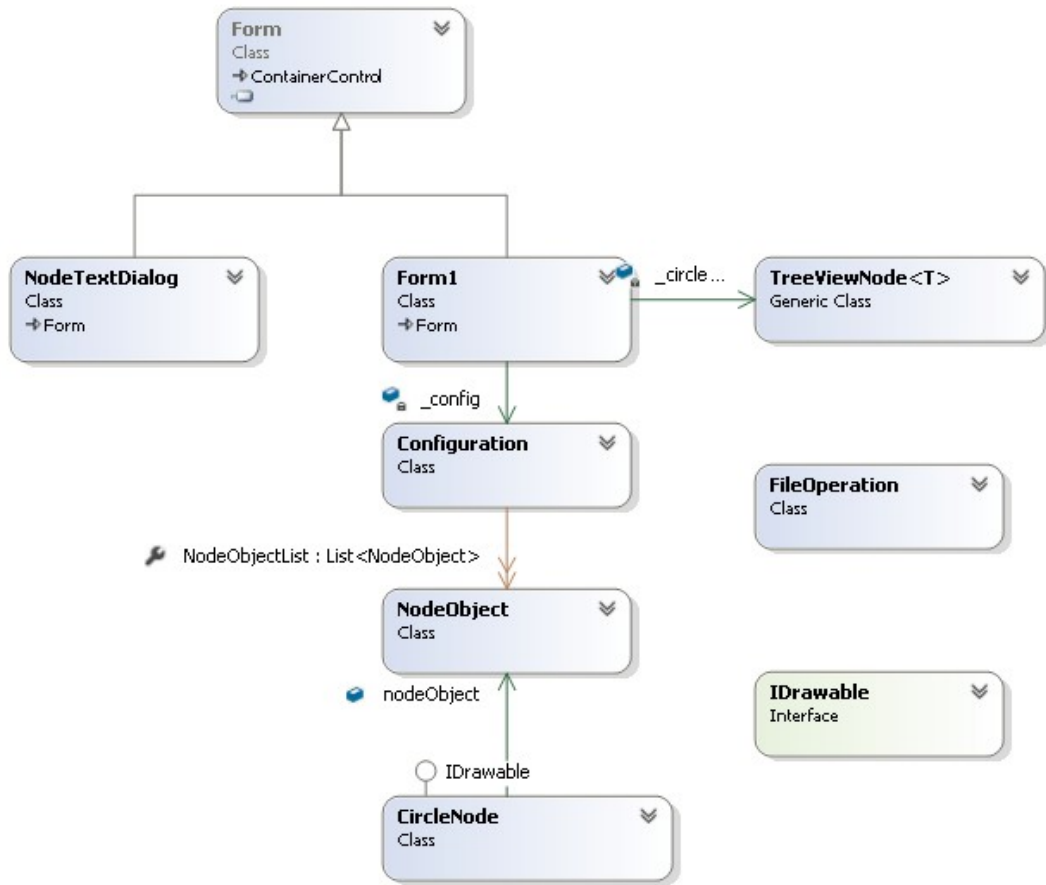 Form
Class
ContainerControl
NodeTextDialog
Class
Form
Form1
Class
Form
_circle...
TreeViewNode<T>
Generic Class
_config
Configuration
Class
FileOperation
Class
NodeObjectList : List<NodeObject>
NodeObject
Class
nodeObject
IDrawable
Interface
IDrawable
CircleNode
Class